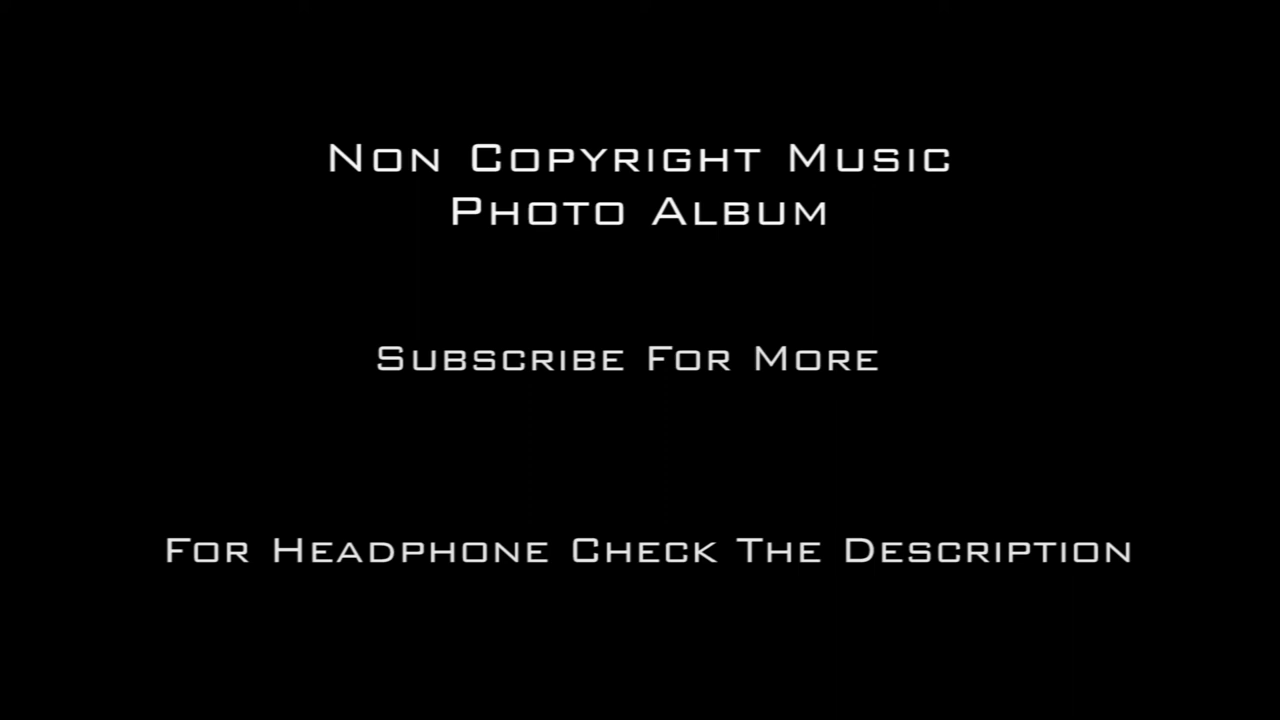 Non Copyright Music
Photo Album
Subscribe For More
For Headphone Check The Description